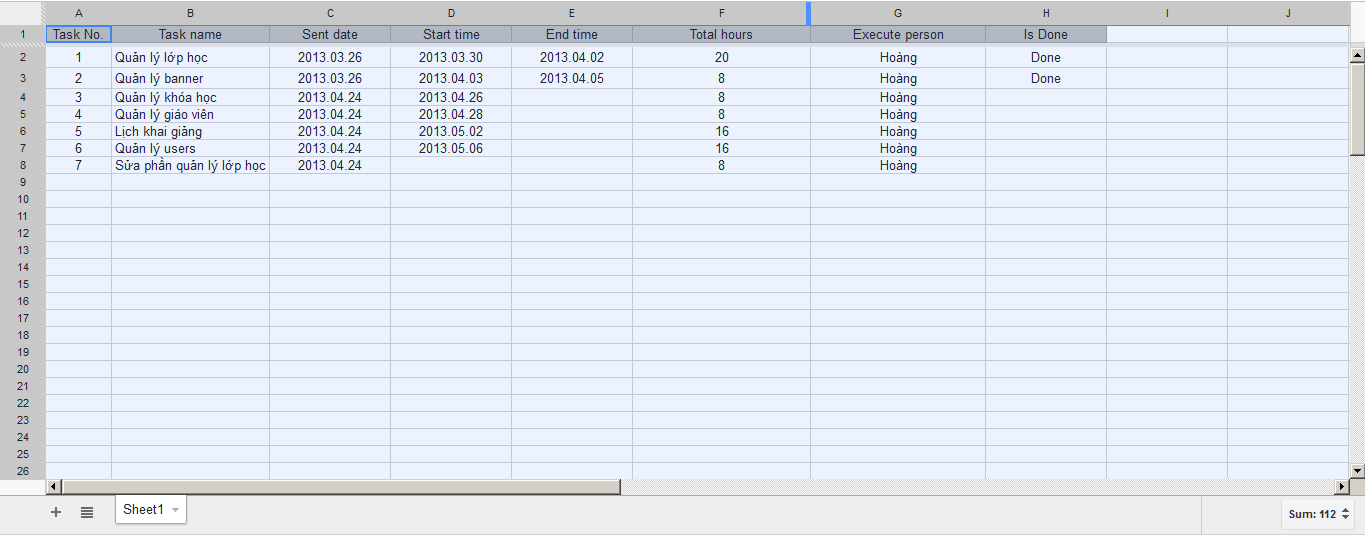 A B C D E F G H I J
1 Task No. Task name Sent date Start time End time Total hours Execute person Is Done
2 1 Quản lý lớp học 2013.03.26 2013.03.30 2013.04.02 20 Hoàng Done
3 2 Quản lý banner 2013.03.26 2013.04.03 2013.04.05 8 Hoàng Done
4 3 Quản lý khóa học 2013.04.24 2013.04.26 8 Hoàng
5 4 Quản lý giáo viên 2013.04.24 2013.04.28 8 Hoàng
6 5 Lịch khai giảng 2013.04.24 2013.05.02 16 Hoàng
7 6 Quản lý users 2013.04.24 2013.05.06 16 Hoàng
8 7 Sửa phần quản lý lớp học 2013.04.24 8 Hoàng
9
10
11
12
13
14
15
16
17
18
19
20
21
22
23
24
25
26
Sheet1 Sum: 112